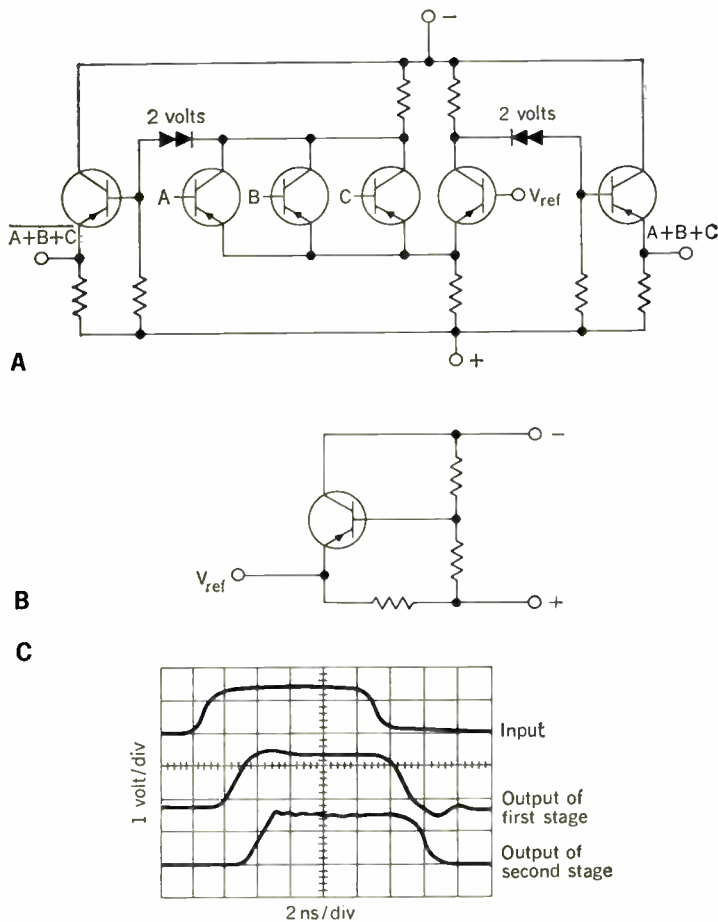 −
2 volts
2 volts
A
B
C
V_ref
A+B+C
A+B+C
+
A
−
V_ref
+
B
C
1 volt/div
Input
Output of
first stage
Output of
second stage
2 ns/div